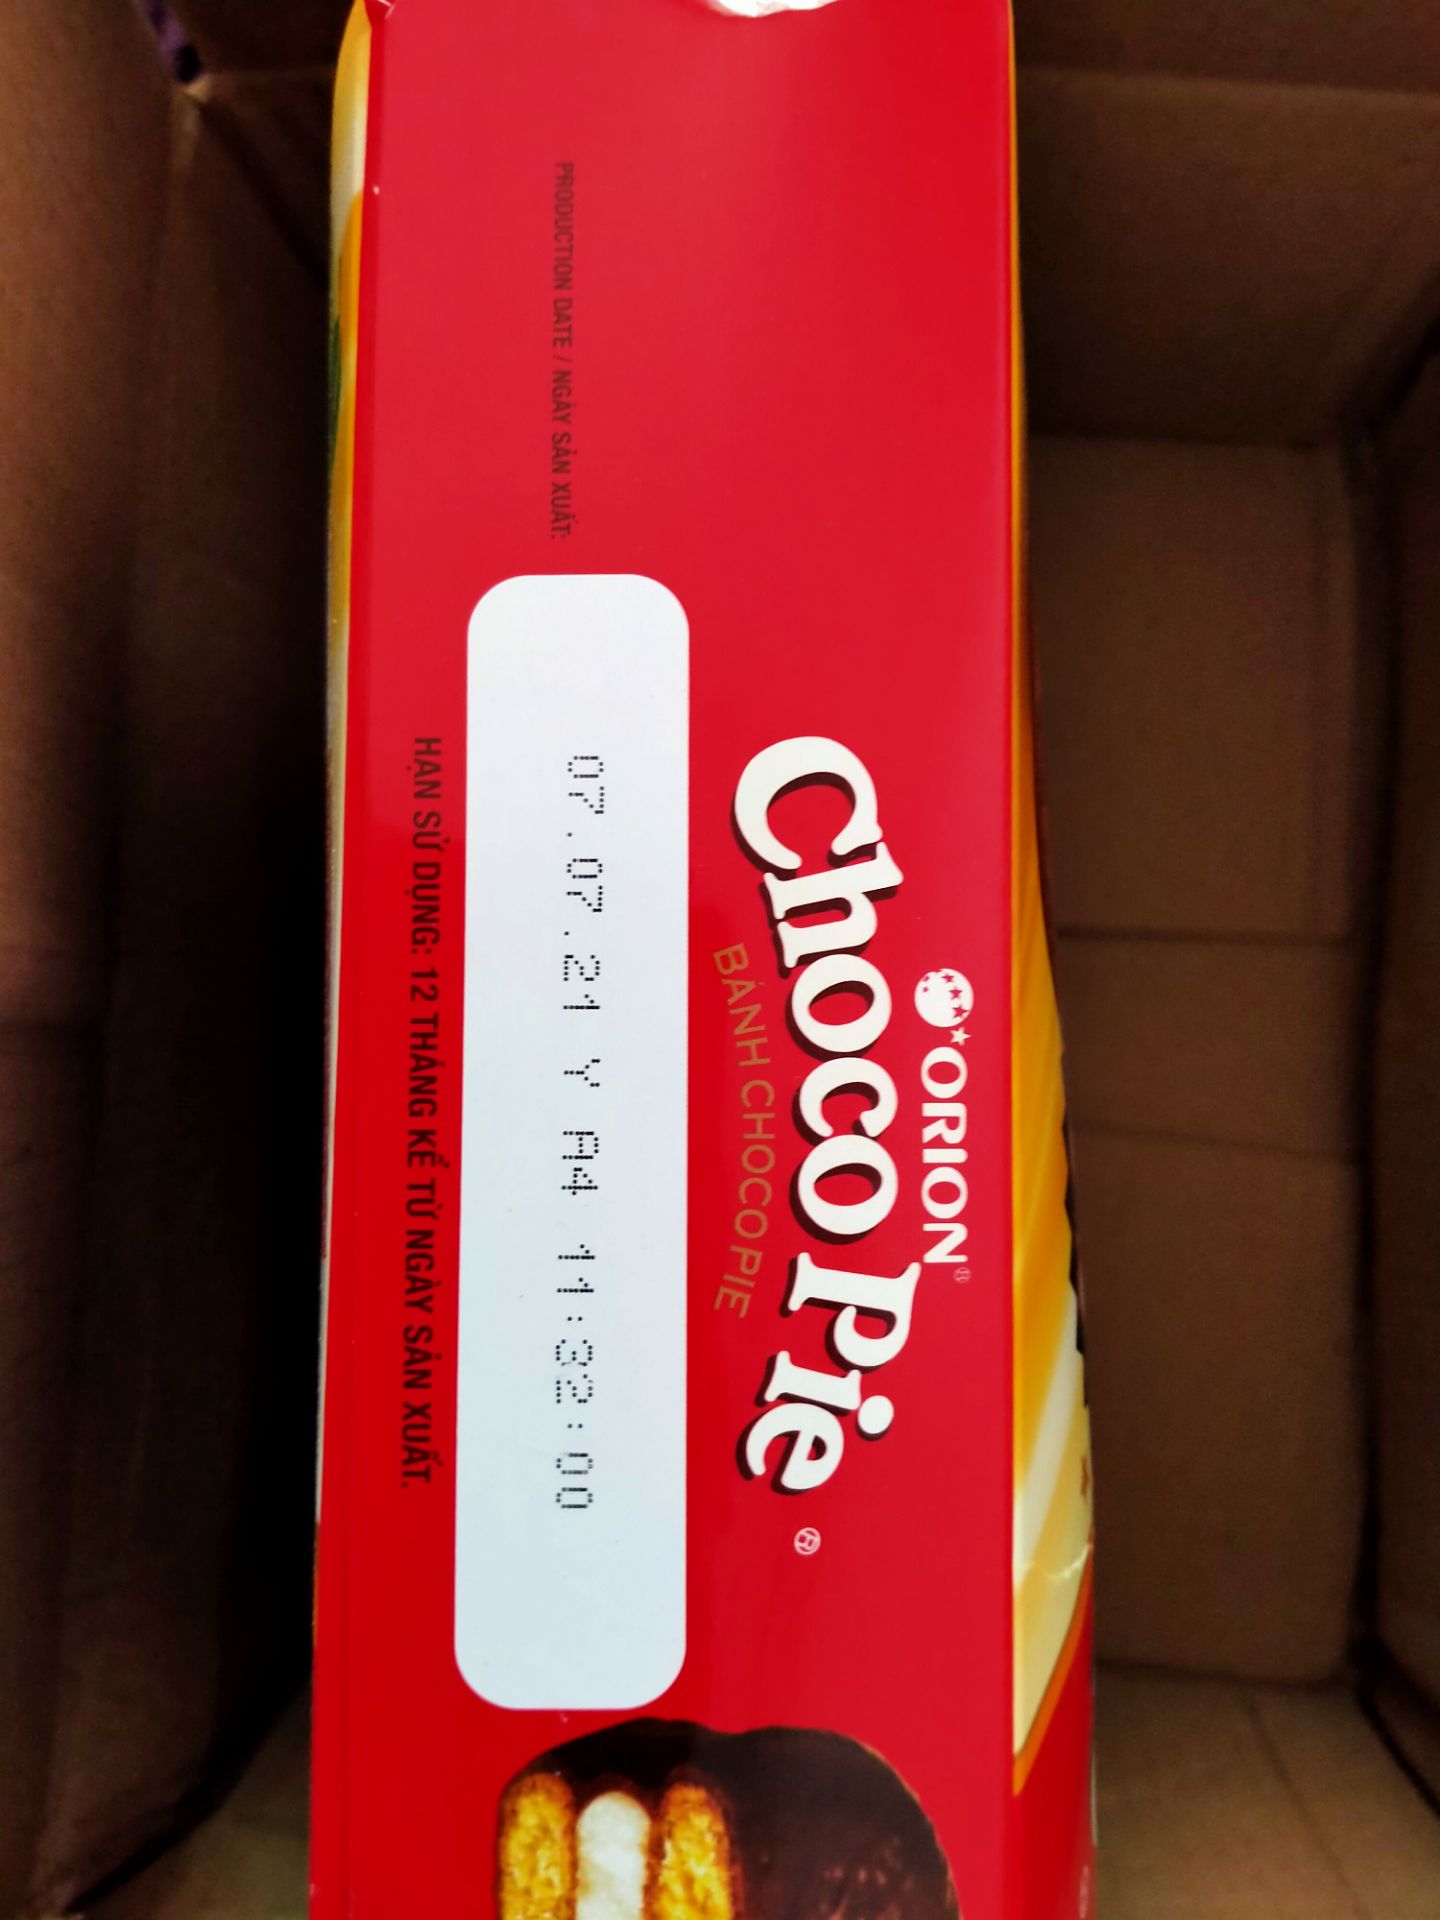 ORION®
Choco Pie®
BÁNH CHOCOPIE
PRODUCTION DATE / NGÀY SẢN XUẤT:
07.07.21 Y A4 11:32:00
HẠN SỬ DỤNG: 12 THÁNG KỂ TỪ NGÀY SẢN XUẤT.